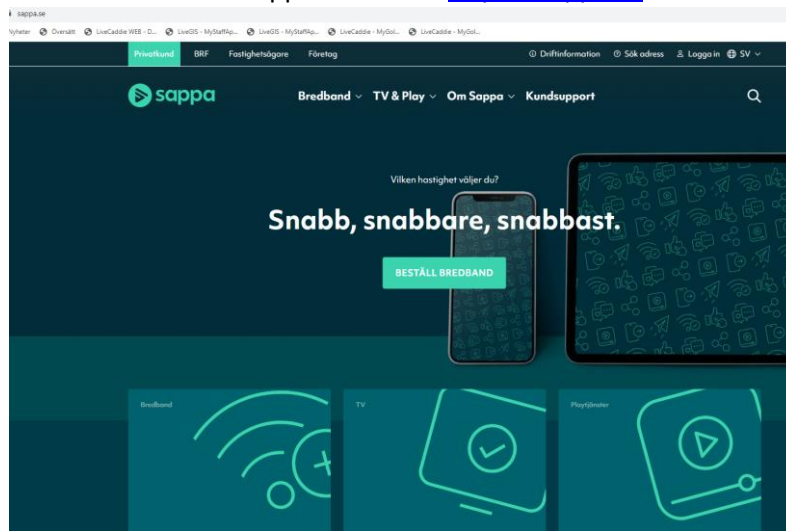 sappa.se
Nyheter Översätt LiveCaddie WEB - D... LiveGIS - MyStaffAp... LiveGIS - MyStaffAp... LiveCaddie - MyGol... LiveCaddie - MyGol...
Privatkund BRF Fastighetsägare Företag Driftinformation Sök adress Logga in SV
sappa Bredband TV & Play Om Sappa Kundsupport
Vilken hastighet väljer du?
Snabb, snabbare, snabbast.
BESTÄLL BREDBAND
Bredband TV Playtjänster